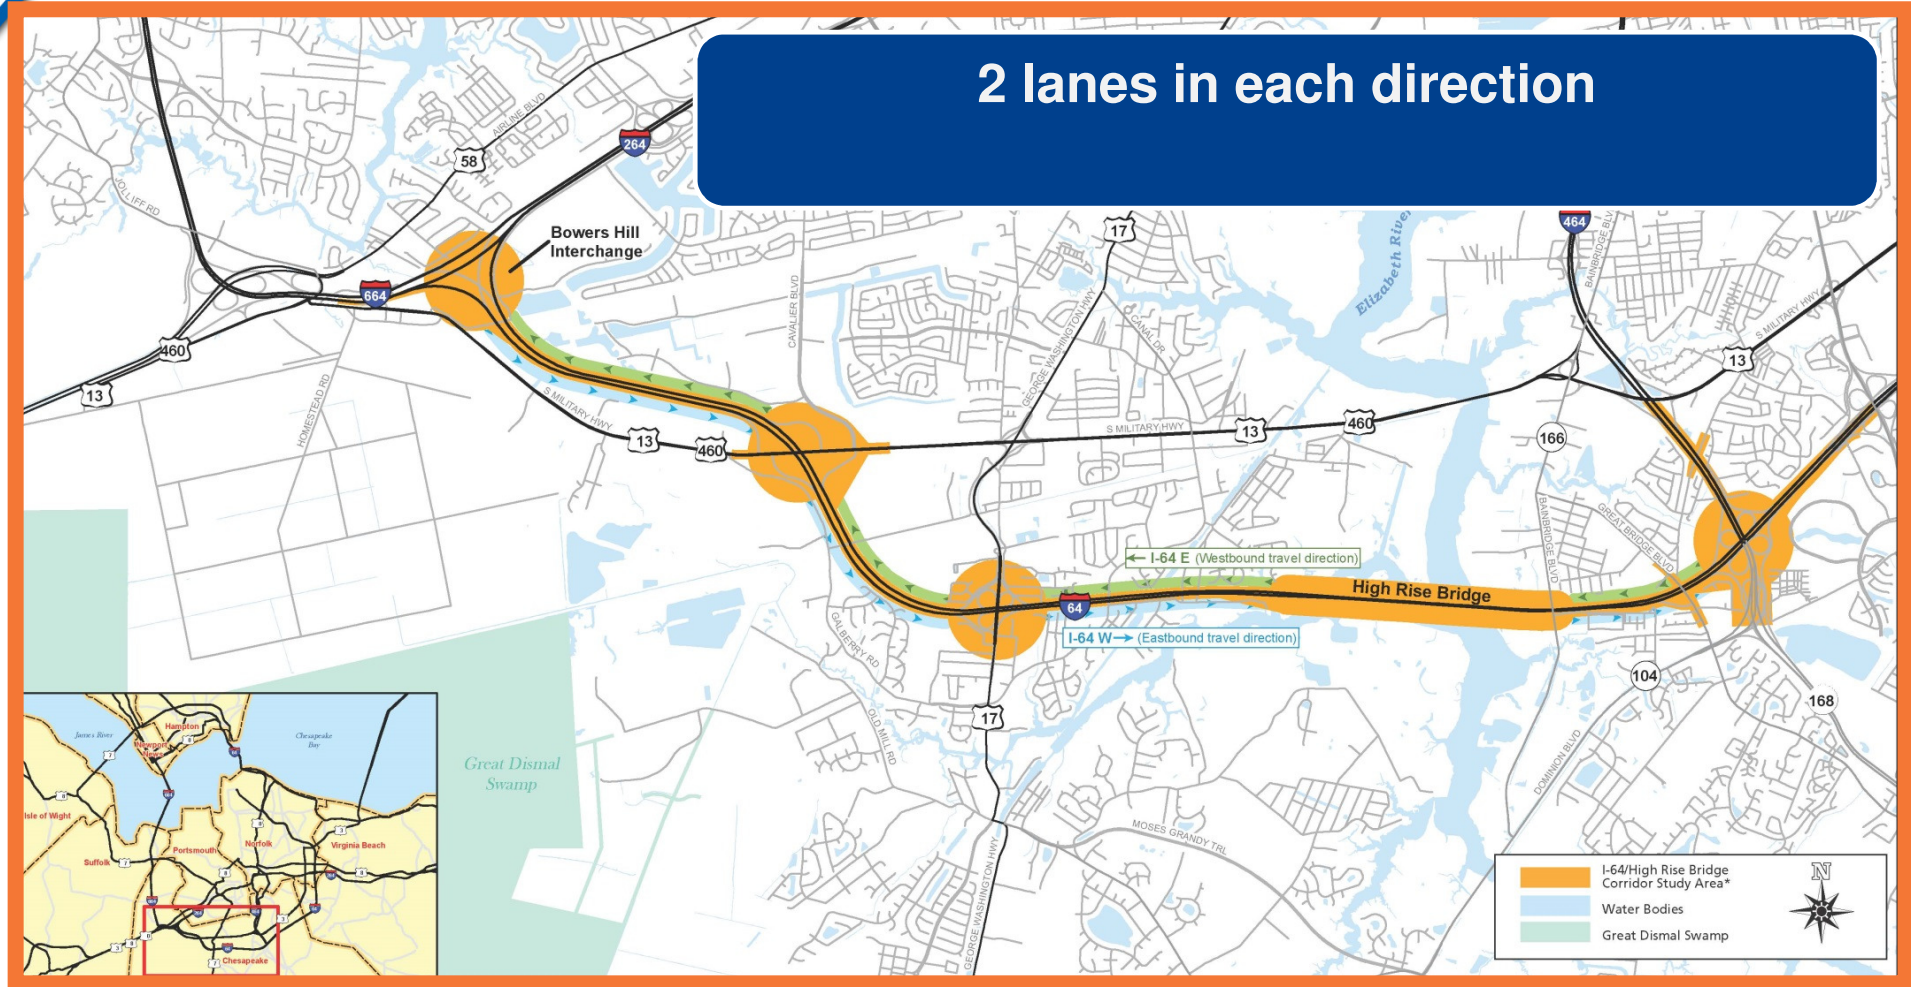 2 lanes in each direction
AIRLINE BLVD
58
264
JOLLIFF RD
Bowers Hill
Interchange
17
Elizabeth River
464
BAINBRIDGE BLV
664
CAVALIER BLVD
GEORGE WASHINGTON HWY
CANAL DR
S MILITARY HWY
13
460
13
HOMESTEAD RD
S MILITARY HWY
13
460
S MILITARY HWY
13
460
166
BAINBRIDGE BLVD
GREAT BRIDGE BLVD
I-64 E (Westbound travel direction)
High Rise Bridge
64
I-64 W (Eastbound travel direction)
GALBERRY RD
104
168
17
OLD MILL RD
DOMINION BLVD
Great Dismal
Swamp
MOSES GRANDY TRL
GEORGE WASHINGTON HWY
Hampton
James River
Newport
News
Chesapeake
Bay
Isle of Wight
Portsmouth
Norfolk
Virginia Beach
Suffolk
Chesapeake
I-64/High Rise Bridge
Corridor Study Area*
Water Bodies
Great Dismal Swamp
N